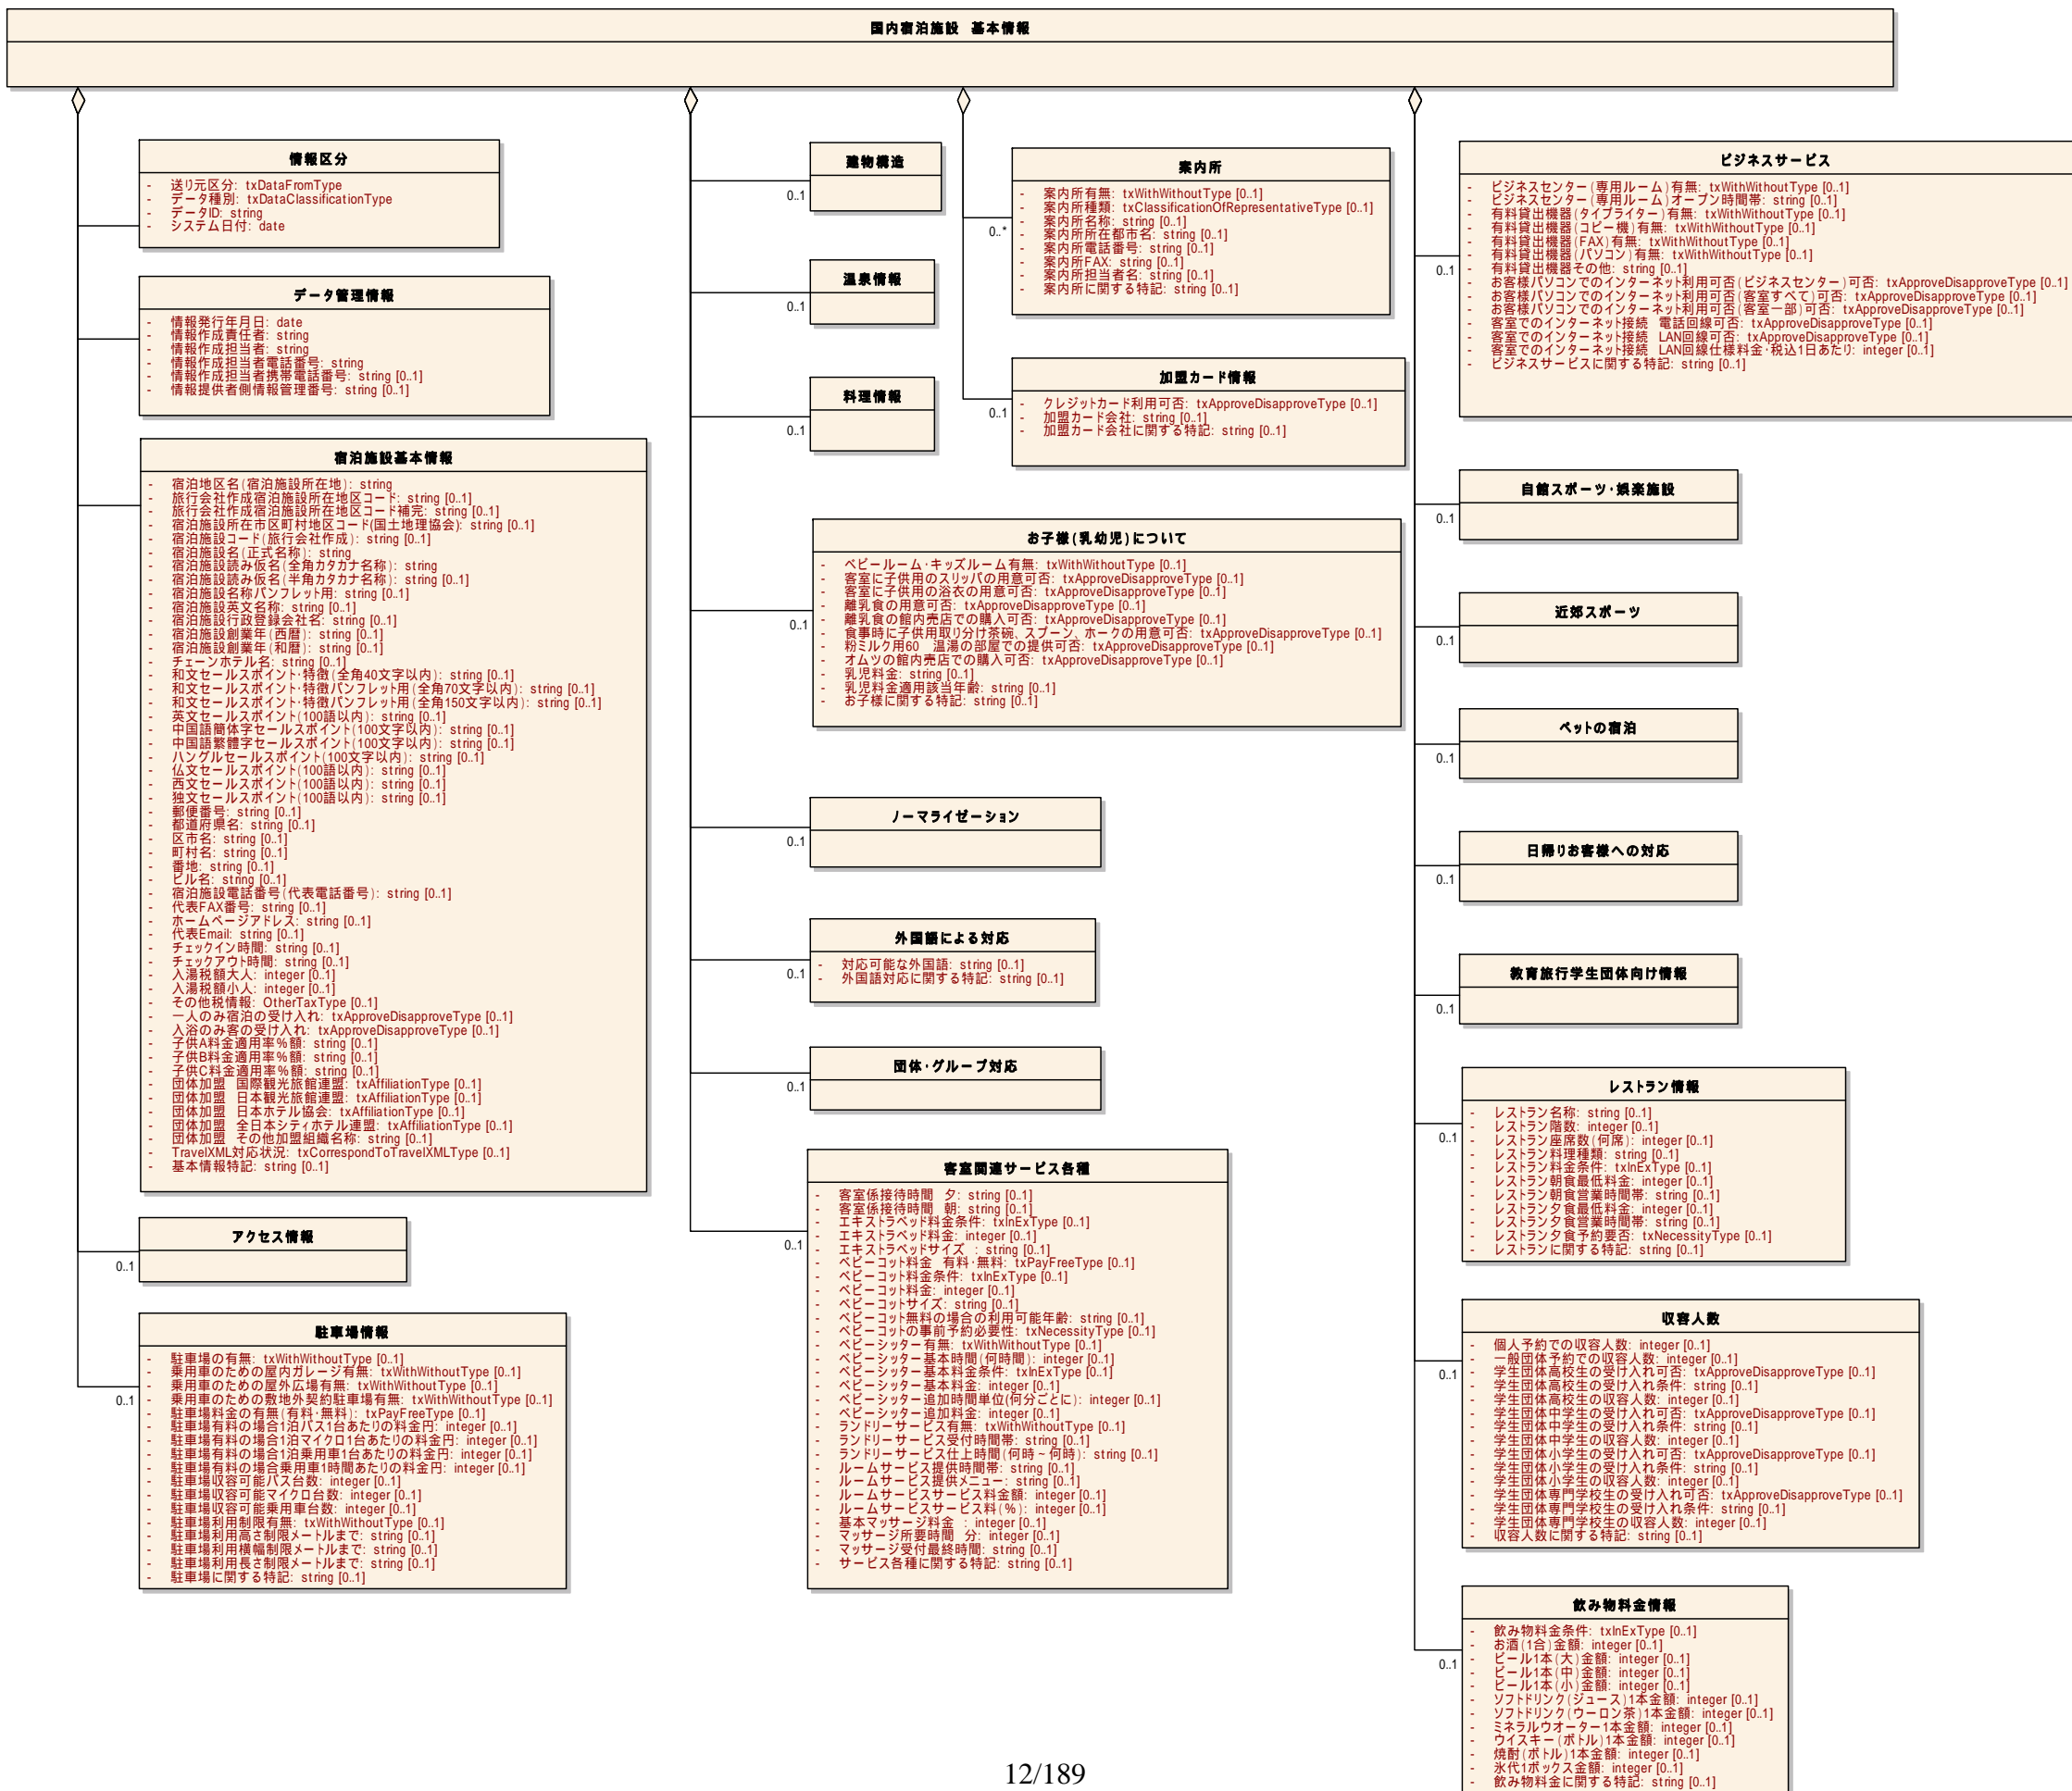 国内宿泊施設 基本情報
情報区分
- 送り元区分: txDataFromType
- データ種別: txDataClassificationType
- データID: string
- システム日付: date
データ管理情報
- 情報発行年月日: date
- 情報作成責任者: string
- 情報作成担当者: string
- 情報作成担当者電話番号: string
- 情報作成担当者携帯電話番号: string [0..1]
- 情報提供者側情報管理番号: string [0..1]
宿泊施設基本情報
- 宿泊地区名(宿泊施設所在地): string
- 旅行会社作成宿泊施設所在地区コード: string [0..1]
- 旅行会社作成宿泊施設所在地区コード補完: string [0..1]
- 宿泊施設所在市区町村地区コード(国土地理協会): string [0..1]
- 宿泊施設コード(旅行会社作成): string [0..1]
- 宿泊施設名(正式名称): string
- 宿泊施設読み仮名(全角カタカナ名称): string
- 宿泊施設読み仮名(半角カタカナ名称): string [0..1]
- 宿泊施設名称パンフレット用: string [0..1]
- 宿泊施設英文名称: string [0..1]
- 宿泊施設行政登録会社名: string [0..1]
- 宿泊施設創業年(西暦): string [0..1]
- 宿泊施設創業年(和暦): string [0..1]
- チェーンホテル名: string [0..1]
- 和文セールスポイント・特徴(全角40文字以内): string [0..1]
- 和文セールスポイント・特徴パンフレット用(全角70文字以内): string [0..1]
- 和文セールスポイント・特徴パンフレット用(全角150文字以内): string [0..1]
- 英文セールスポイント(100語以内): string [0..1]
- 中国語簡体字セールスポイント(100文字以内): string [0..1]
- 中国語繁體字セールスポイント(100文字以内): string [0..1]
- ハングルセールスポイント(100文字以内): string [0..1]
- 仏文セールスポイント(100語以内): string [0..1]
- 西文セールスポイント(100語以内): string [0..1]
- 独文セールスポイント(100語以内): string [0..1]
- 郵便番号: string [0..1]
- 都道府県名: string [0..1]
- 区市名: string [0..1]
- 町村名: string [0..1]
- 番地: string [0..1]
- ビル名: string [0..1]
- 宿泊施設電話番号(代表電話番号): string [0..1]
- 代表FAX番号: string [0..1]
- ホームページアドレス: string [0..1]
- 代表Email: string [0..1]
- チェックイン時間: string [0..1]
- チェックアウト時間: string [0..1]
- 入湯税額大人: integer [0..1]
- 入湯税額小人: integer [0..1]
- その他税情報: OtherTaxType [0..1]
- 一人のみ宿泊の受け入れ: txApproveDisapproveType [0..1]
- 入浴のみ客の受け入れ: txApproveDisapproveType [0..1]
- 子供A料金適用率%額: string [0..1]
- 子供B料金適用率%額: string [0..1]
- 子供C料金適用率%額: string [0..1]
- 団体加盟 国際観光旅館連盟: txAffiliationType [0..1]
- 団体加盟 日本観光旅館連盟: txAffiliationType [0..1]
- 団体加盟 日本ホテル協会: txAffiliationType [0..1]
- 団体加盟 全日本シティホテル連盟: txAffiliationType [0..1]
- 団体加盟 その他加盟組織名称: string [0..1]
- TravelXML対応状況: txCorrespondToTravelXMLType [0..1]
- 基本情報特記: string [0..1]
アクセス情報
0..1
駐車場情報
- 駐車場の有無: txWithWithoutType [0..1]
- 乗用車のための屋内ガレージ有無: txWithWithoutType [0..1]
- 乗用車のための屋外広場有無: txWithWithoutType [0..1]
- 乗用車のための敷地外契約駐車場有無: txWithWithoutType [0..1]
- 駐車場料金の有無(有料・無料): txPayFreeType [0..1]
- 駐車場有料の場合1泊バス1台あたりの料金円: integer [0..1]
- 駐車場有料の場合1泊マイクロ1台あたりの料金円: integer [0..1]
- 駐車場有料の場合1泊乗用車1台あたりの料金円: integer [0..1]
- 駐車場有料の場合乗用車1時間あたりの料金円: integer [0..1]
- 駐車場収容可能バス台数: integer [0..1]
- 駐車場収容可能マイクロ台数: integer [0..1]
- 駐車場収容可能乗用車台数: integer [0..1]
- 駐車場利用制限有無: txWithWithoutType [0..1]
- 駐車場利用高さ制限メートルまで: string [0..1]
- 駐車場利用横幅制限メートルまで: string [0..1]
- 駐車場利用長さ制限メートルまで: string [0..1]
- 駐車場に関する特記: string [0..1]
0..1
建物構造
0..1
温泉情報
0..1
料理情報
0..1
案内所
- 案内所有無: txWithWithoutType [0..1]
- 案内所種類: txClassificationOfRepresentativeType [0..1]
- 案内所名称: string [0..1]
- 案内所所在都市名: string [0..1]
- 案内所電話番号: string [0..1]
- 案内所FAX: string [0..1]
- 案内所担当者名: string [0..1]
- 案内所に関する特記: string [0..1]
0..*
加盟カード情報
- クレジットカード利用可否: txApproveDisapproveType [0..1]
- 加盟カード会社: string [0..1]
- 加盟カード会社に関する特記: string [0..1]
0..1
お子様(乳幼児)について
- ベビールーム・キッズルーム有無: txWithWithoutType [0..1]
- 客室に子供用のスリッパの用意可否: txApproveDisapproveType [0..1]
- 客室に子供用の浴衣の用意可否: txApproveDisapproveType [0..1]
- 離乳食の用意可否: txApproveDisapproveType [0..1]
- 離乳食の館内売店での購入可否: txApproveDisapproveType [0..1]
- 食事時に子供用取り分け茶碗、スプーン、ホークの用意可否: txApproveDisapproveType [0..1]
- 粉ミルク用60 温湯の部屋での提供可否: txApproveDisapproveType [0..1]
- オムツの館内売店での購入可否: txApproveDisapproveType [0..1]
- 乳児料金: string [0..1]
- 乳児料金適用該当年齢: string [0..1]
- お子様に関する特記: string [0..1]
0..1
ノーマライゼーション
0..1
外国語による対応
- 対応可能な外国語: string [0..1]
- 外国語対応に関する特記: string [0..1]
0..1
団体・グループ対応
0..1
客室関連サービス各種
- 客室係接待時間 夕: string [0..1]
- 客室係接待時間 朝: string [0..1]
- エキストラベッド料金条件: txInExType [0..1]
- エキストラベッド料金: integer [0..1]
- エキストラベッドサイズ : string [0..1]
- ベビーコット料金 有料・無料: txPayFreeType [0..1]
- ベビーコット料金条件: txInExType [0..1]
- ベビーコット料金: integer [0..1]
- ベビーコットサイズ: string [0..1]
- ベビーコット無料の場合の利用可能年齢: string [0..1]
- ベビーコットの事前予約必要性: txNecessityType [0..1]
- ベビーシッター有無: txWithWithoutType [0..1]
- ベビーシッター基本時間(何時間): integer [0..1]
- ベビーシッター基本料金条件: txInExType [0..1]
- ベビーシッター基本料金: integer [0..1]
- ベビーシッター追加時間単位(何分ごとに): integer [0..1]
- ベビーシッター追加料金: integer [0..1]
- ランドリーサービス有無: txWithWithoutType [0..1]
- ランドリーサービス受付時間帯: string [0..1]
- ランドリーサービス仕上時間(何時~何時): string [0..1]
- ルームサービス提供時間帯: string [0..1]
- ルームサービス提供メニュー: string [0..1]
- ルームサービスサービス料金額: integer [0..1]
- ルームサービスサービス料(%): integer [0..1]
- 基本マッサージ料金 : integer [0..1]
- マッサージ所要時間 分: integer [0..1]
- マッサージ受付最終時間: string [0..1]
- サービス各種に関する特記: string [0..1]
0..1
ビジネスサービス
- ビジネスセンター(専用ルーム)有無: txWithWithoutType [0..1]
- ビジネスセンター(専用ルーム)オープン時間帯: string [0..1]
- 有料貸出機器(タイプライター)有無: txWithWithoutType [0..1]
- 有料貸出機器(コピー機)有無: txWithWithoutType [0..1]
- 有料貸出機器(FAX)有無: txWithWithoutType [0..1]
- 有料貸出機器(パソコン)有無: txWithWithoutType [0..1]
- 有料貸出機器その他: string [0..1]
- お客様パソコンでのインターネット利用可否(ビジネスセンター)可否: txApproveDisapproveType [0..1]
- お客様パソコンでのインターネット利用可否(客室すべて)可否: txApproveDisapproveType [0..1]
- お客様パソコンでのインターネット利用可否(客室一部)可否: txApproveDisapproveType [0..1]
- 客室でのインターネット接続 電話回線可否: txApproveDisapproveType [0..1]
- 客室でのインターネット接続 LAN回線可否: txApproveDisapproveType [0..1]
- 客室でのインターネット接続 LAN回線仕様料金・税込1日あたり: integer [0..1]
- ビジネスサービスに関する特記: string [0..1]
0..1
自館スポーツ・娯楽施設
0..1
近郊スポーツ
0..1
ペットの宿泊
0..1
日帰りお客様への対応
0..1
教育旅行学生団体向け情報
0..1
レストラン情報
- レストラン名称: string [0..1]
- レストラン階数: integer [0..1]
- レストラン座席数(何席): integer [0..1]
- レストラン料理種類: string [0..1]
- レストラン料金条件: txInExType [0..1]
- レストラン朝食最低料金: integer [0..1]
- レストラン朝食営業時間帯: string [0..1]
- レストラン夕食最低料金: integer [0..1]
- レストラン夕食営業時間帯: string [0..1]
- レストラン夕食予約要否: txNecessityType [0..1]
- レストランに関する特記: string [0..1]
0..1
収容人数
- 個人予約での収容人数: integer [0..1]
- 一般団体予約での収容人数: integer [0..1]
- 学生団体高校生の受け入れ可否: txApproveDisapproveType [0..1]
- 学生団体高校生の受け入れ条件: string [0..1]
- 学生団体高校生の収容人数: integer [0..1]
- 学生団体中学生の受け入れ可否: txApproveDisapproveType [0..1]
- 学生団体中学生の受け入れ条件: string [0..1]
- 学生団体中学生の収容人数: integer [0..1]
- 学生団体小学生の受け入れ可否: txApproveDisapproveType [0..1]
- 学生団体小学生の受け入れ条件: string [0..1]
- 学生団体小学生の収容人数: integer [0..1]
- 学生団体専門学校生の受け入れ可否: txApproveDisapproveType [0..1]
- 学生団体専門学校生の受け入れ条件: string [0..1]
- 学生団体専門学校生の収容人数: integer [0..1]
- 収容人数に関する特記: string [0..1]
0..1
飲み物料金情報
- 飲み物料金条件: txInExType [0..1]
- お酒(1合)金額: integer [0..1]
- ビール1本(大)金額: integer [0..1]
- ビール1本(中)金額: integer [0..1]
- ビール1本(小)金額: integer [0..1]
- ソフトドリンク(ジュース)1本金額: integer [0..1]
- ソフトドリンク(ウーロン茶)1本金額: integer [0..1]
- ミネラルウオーター1本金額: integer [0..1]
- ウイスキー(ボトル)1本金額: integer [0..1]
- 焼酎(ボトル)1本金額: integer [0..1]
- 氷代1ボックス金額: integer [0..1]
- 飲み物料金に関する特記: string [0..1]
0..1
12/189